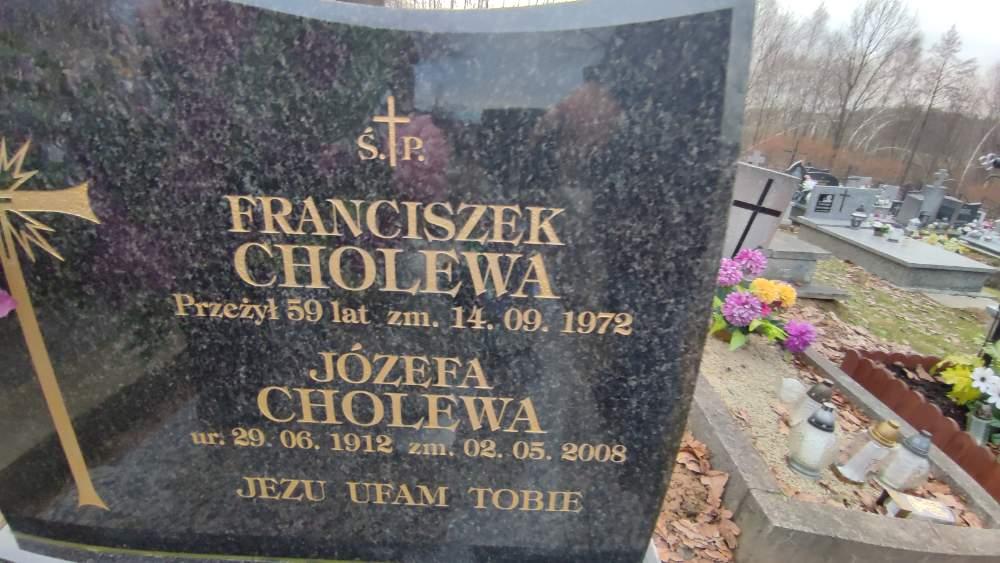 Ś. P.
FRANCISZEK
CHOLEWA
Przeżył 59 lat zm. 14. 09. 1972
JÓZEFA
CHOLEWA
ur. 29. 06. 1912 zm. 02. 05. 2008
JEZU UFAM TOBIE